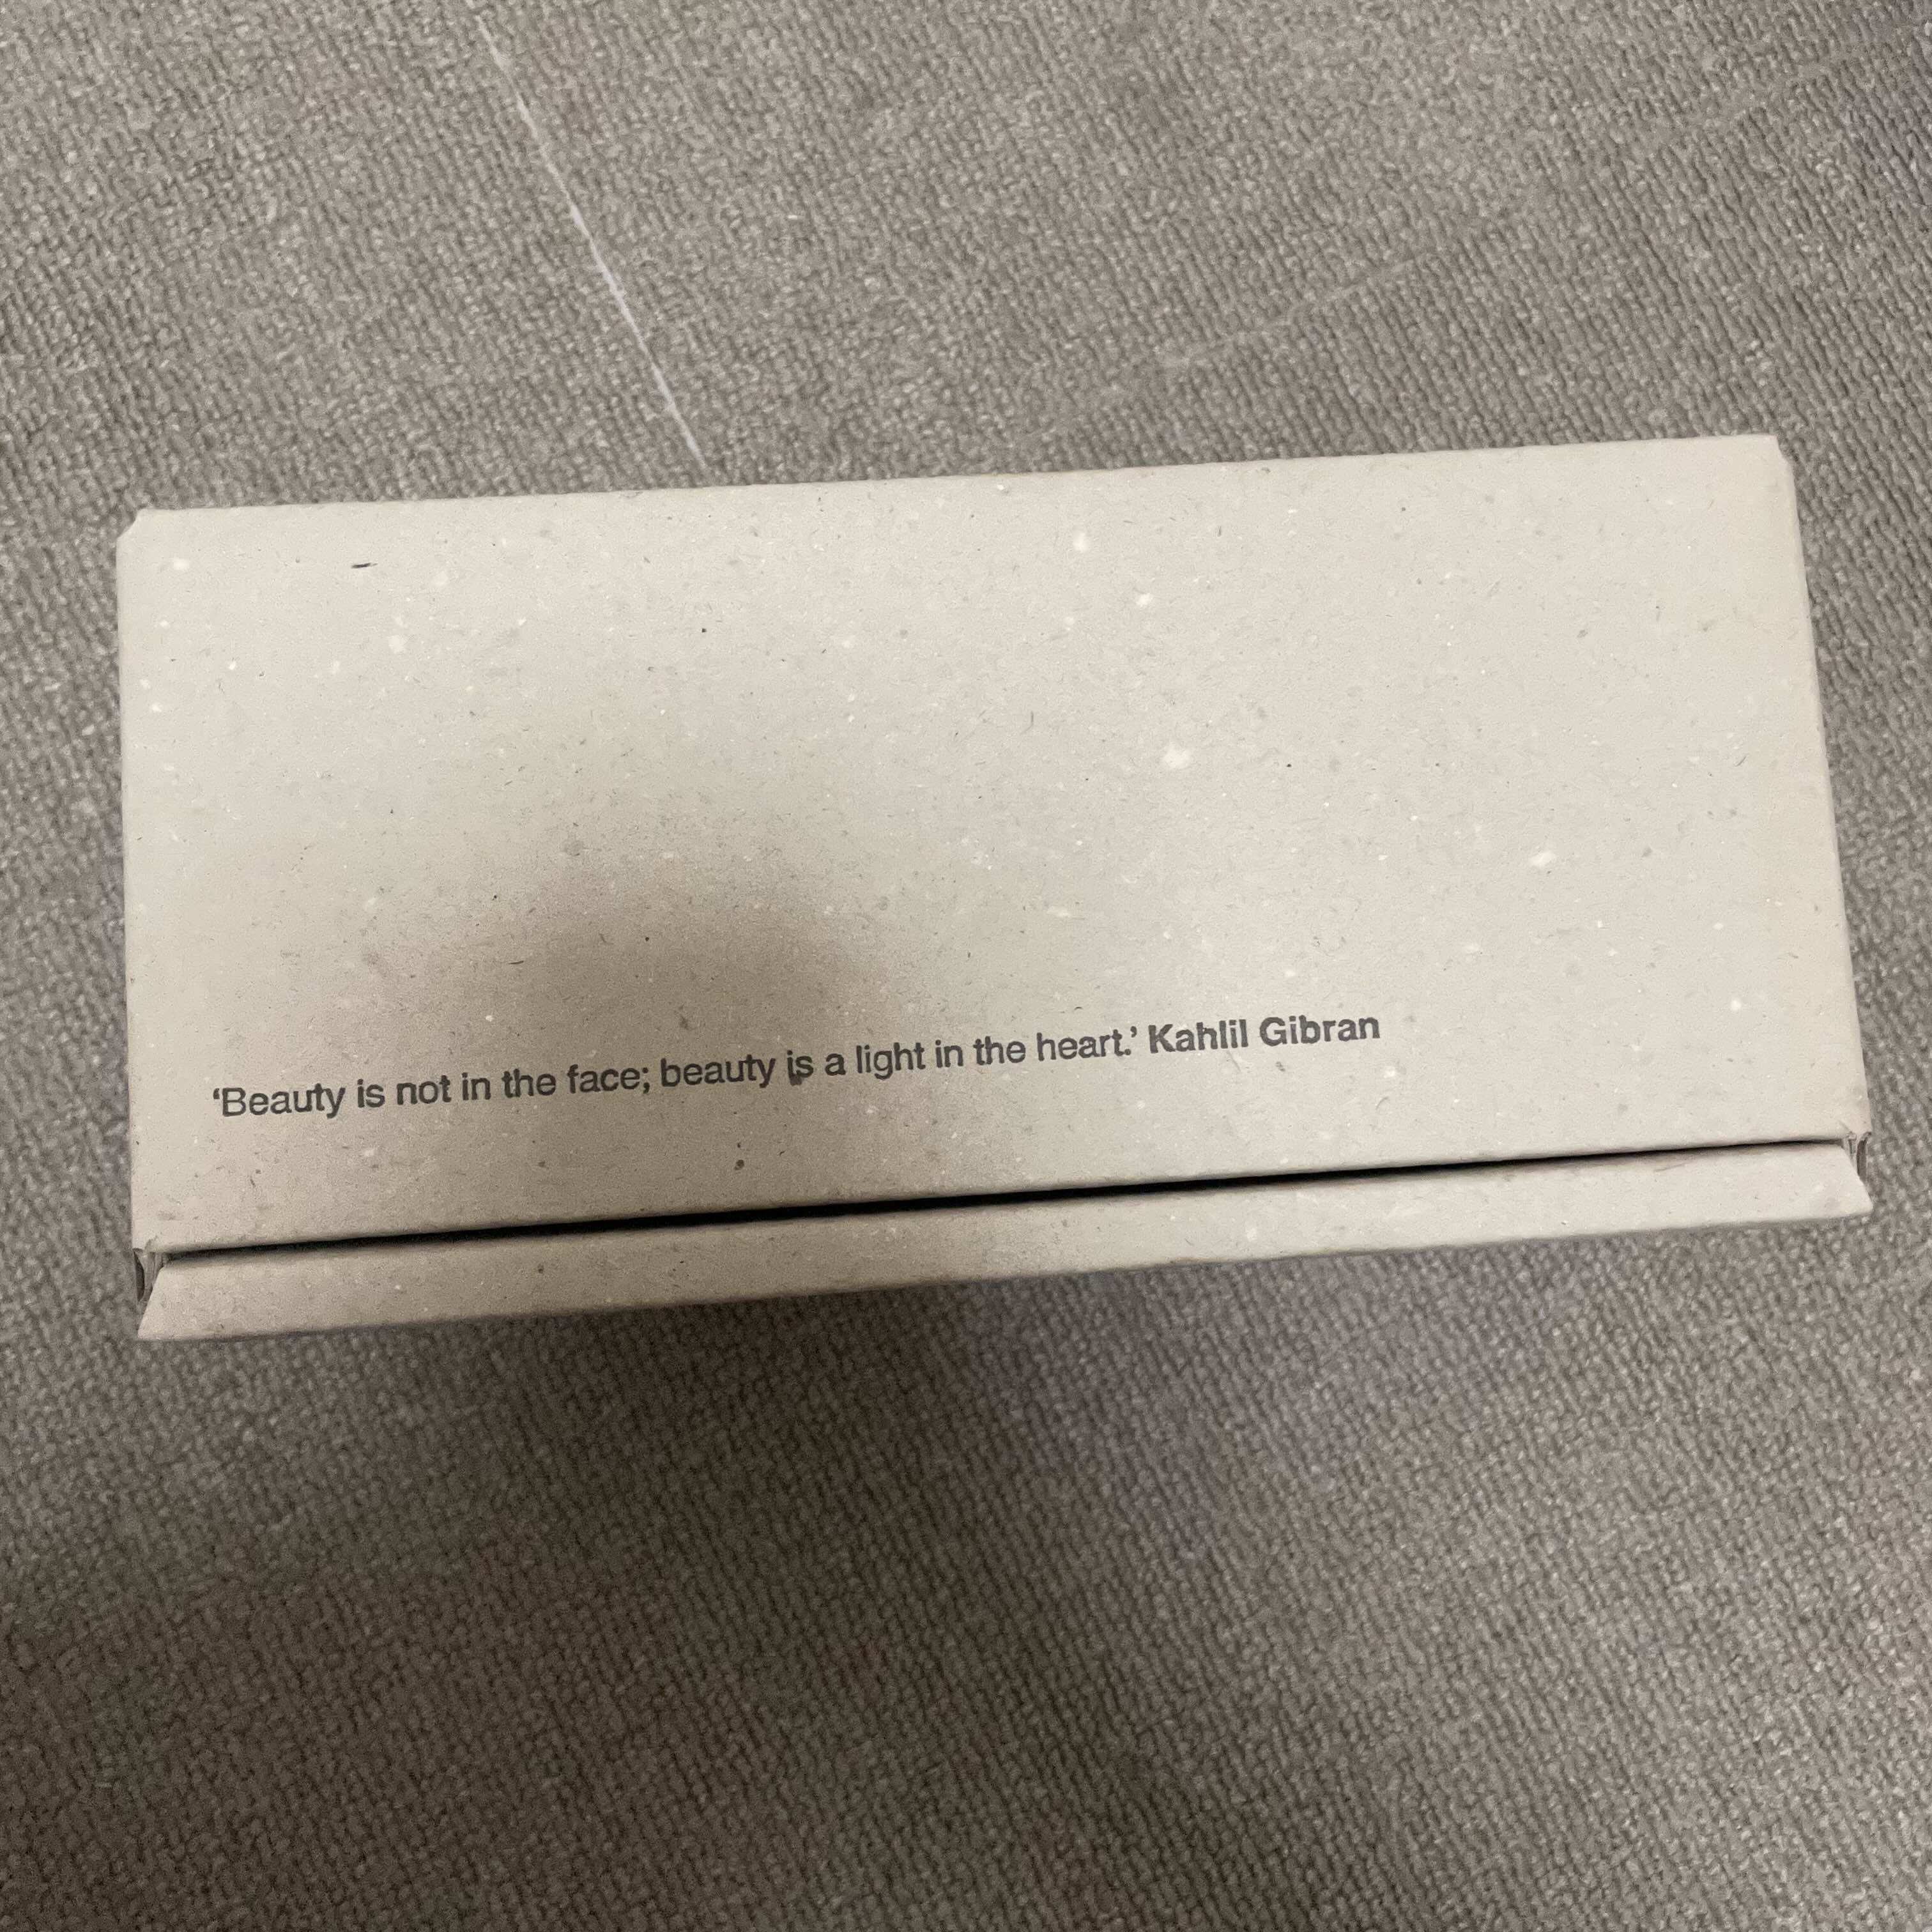 ‘Beauty is not in the face; beauty is a light in the heart.’ Kahlil Gibran